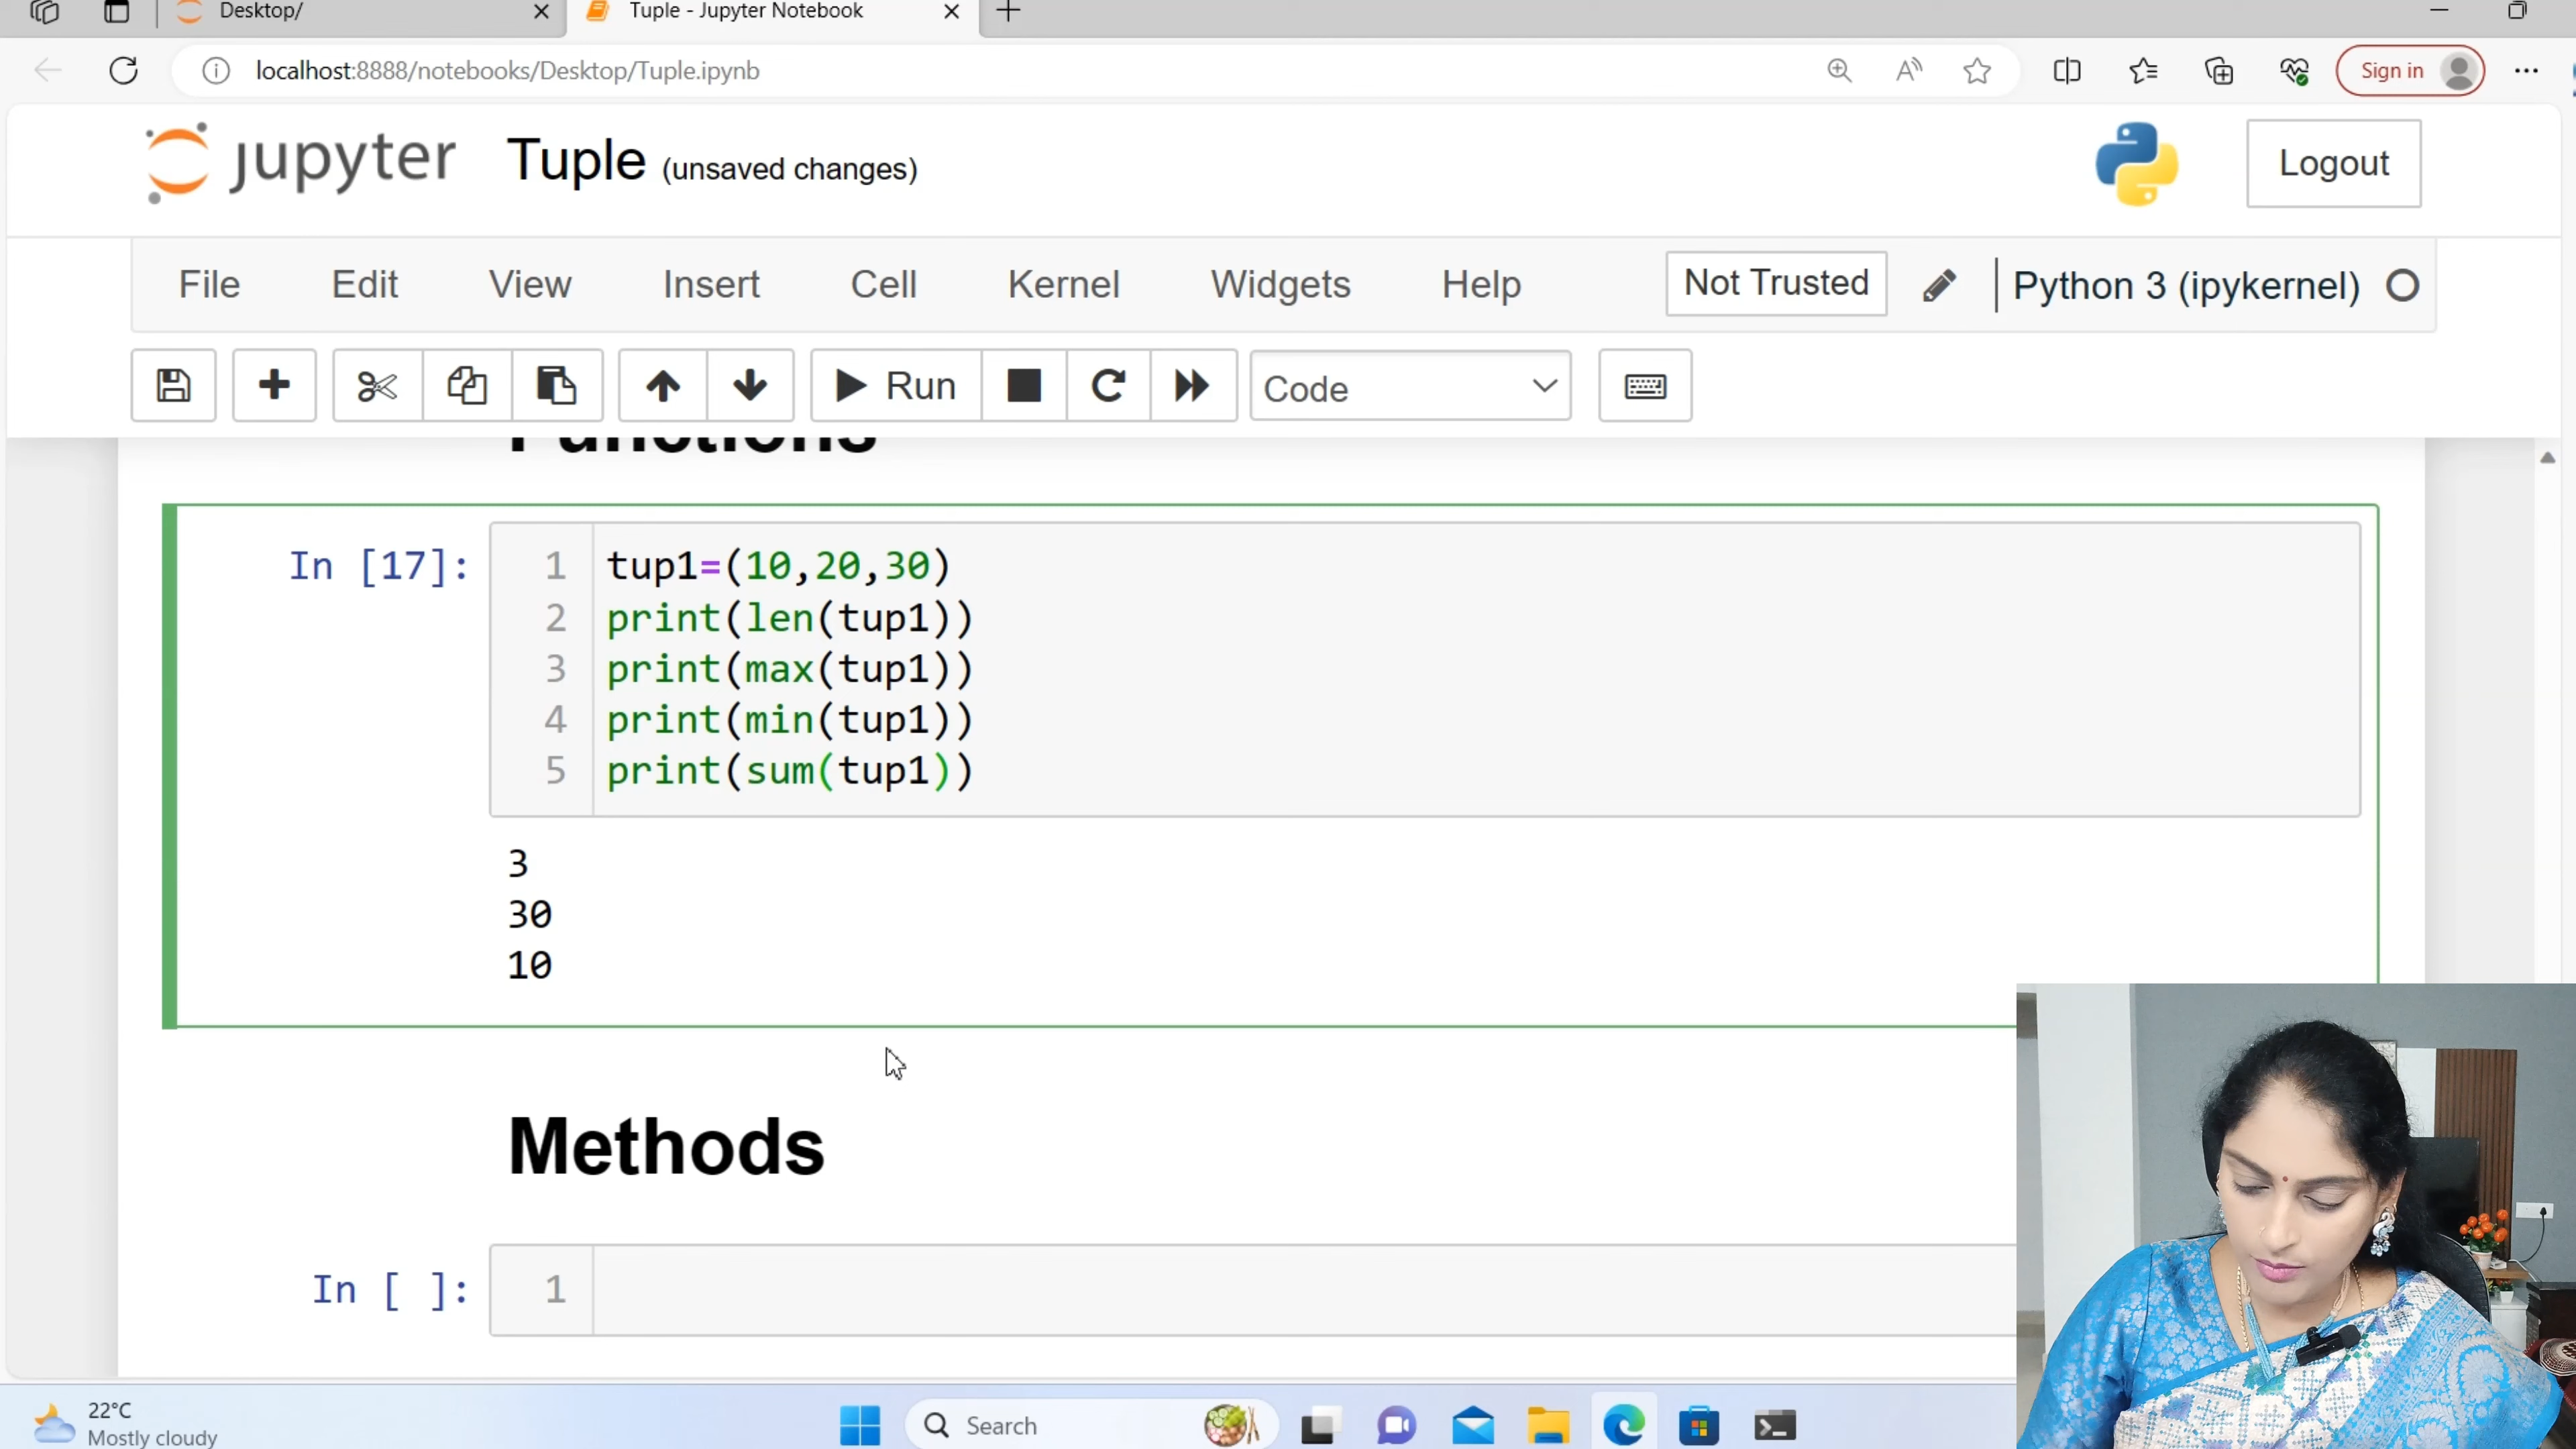 Desktop/
Tuple - Jupyter Notebook
localhost:8888/notebooks/Desktop/Tuple.ipynb
Sign in
jupyter Tuple (unsaved changes)
Logout
File Edit View Insert Cell Kernel Widgets Help
Not Trusted
Python 3 (ipykernel)
Run
Code
Functions
In [17]:
1 tup1=(10,20,30)
2 print(len(tup1))
3 print(max(tup1))
4 print(min(tup1))
5 print(sum(tup1))
3
30
10
Methods
In [ ]:
1
22°C
Mostly cloudy
Search